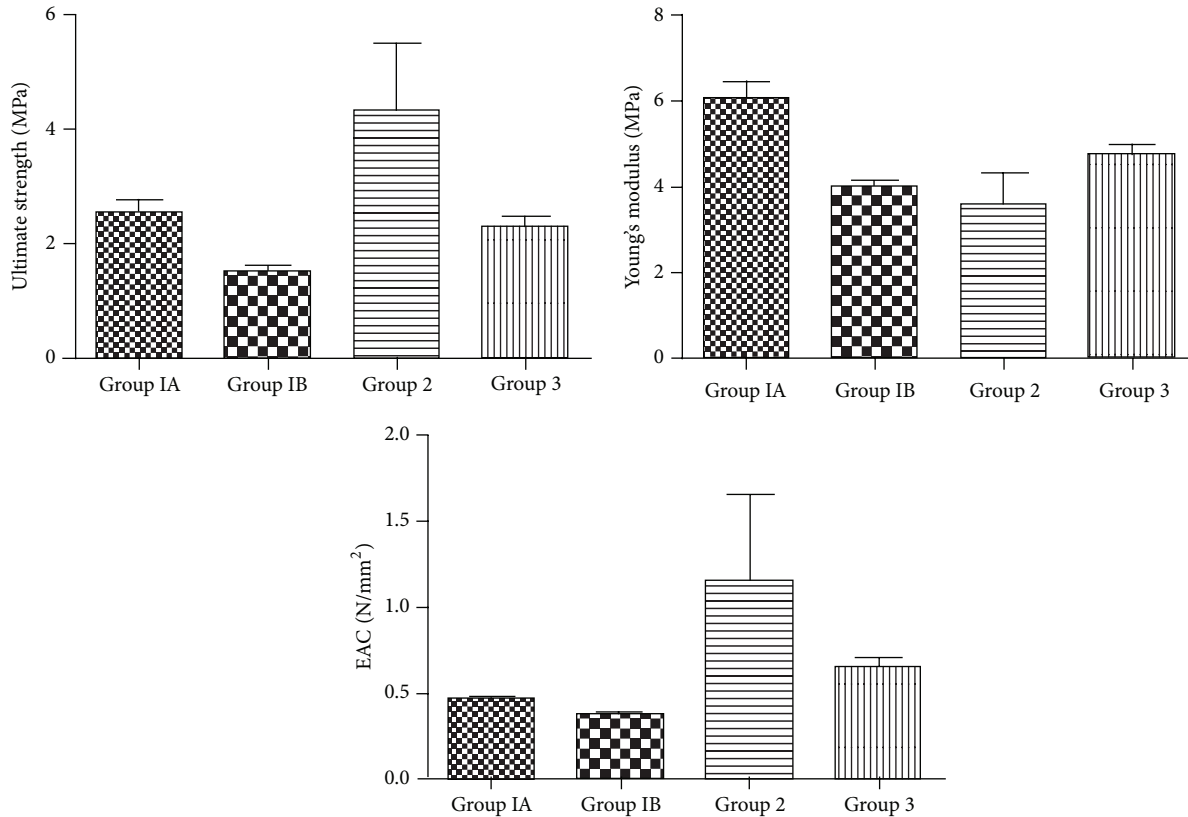 Ultimate strength (MPa)
6
4
2
0
Group IA Group IB Group 2 Group 3
Young's modulus (MPa)
8
6
4
2
0
Group IA Group IB Group 2 Group 3
EAC (N/mm²)
2.0
1.5
1.0
0.5
0.0
Group IA Group IB Group 2 Group 3